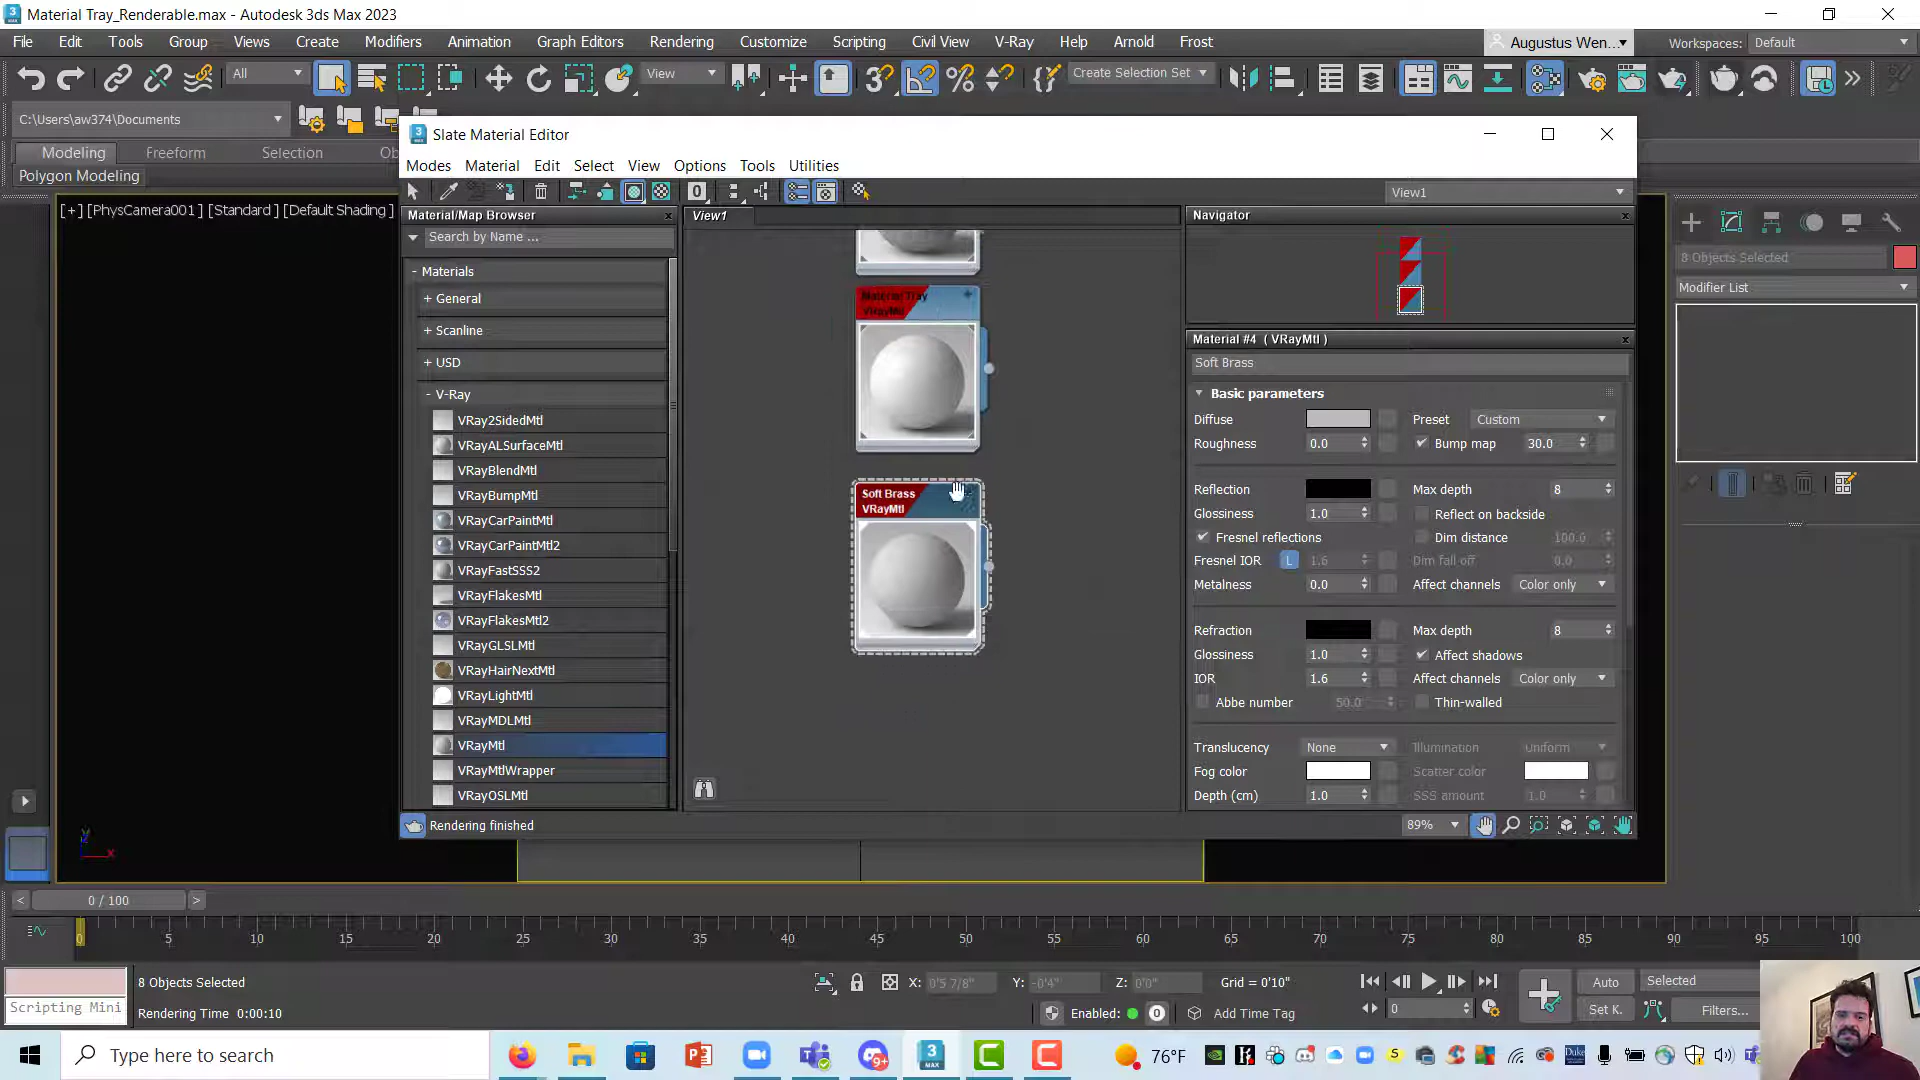 Material Tray_Renderable.max - Autodesk 3ds Max 2023
File Edit Tools Group Views Create Modifiers Animation Graph Editors Rendering Customize Scripting Civil View V-Ray Help Arnold Frost
Augustus Wen... Workspaces: Default
All View Create Selection Set
C:\Users\aw374\Documents
Modeling Freeform Selection
Polygon Modeling
[+] [PhysCamera001 ] [Standard ] [Default Shading ]
Slate Material Editor
Modes Material Edit Select View Options Tools Utilities
View1
Material/Map Browser
Search by Name ...
- Materials
+ General
+ Scanline
+ USD
- V-Ray
VRay2SidedMtl
VRayALSurfaceMtl
VRayBlendMtl
VRayBumpMtl
VRayCarPaintMtl
VRayCarPaintMtl2
VRayFastSSS2
VRayFlakesMtl
VRayFlakesMtl2
VRayGLSLMtl
VRayHairNextMtl
VRayLightMtl
VRayMDLMtl
VRayMtl
VRayMtlWrapper
VRayOSLMtl
Rendering finished
View1
Material Tray
VRayMtl
Soft Brass
VRayMtl
Navigator
Material #4 ( VRayMtl )
Soft Brass
Basic parameters
Diffuse Preset Custom
Roughness 0.0 Bump map 30.0
Reflection Max depth 8
Glossiness 1.0 Reflect on backside
Fresnel reflections Dim distance 100.0
Fresnel IOR L 1.6 Dim fall off 0.0
Metalness 0.0 Affect channels Color only
Refraction Max depth 8
Glossiness 1.0 Affect shadows
IOR 1.6 Affect channels Color only
Abbe number 50.0 Thin-walled
Translucency None Illumination Uniform
Fog color Scatter color
Depth (cm) 1.0 SSS amount 1.0
89%
8 Objects Selected
Modifier List
< 0 / 100 >
0 5 10 15 20 25 30 35 40 45 50 55 60 65 70 75 80 85 90 95 100
8 Objects Selected
X: 0'5 7/8" Y: -0'4" Z: 0'0" Grid = 0'10"
Auto Selected
Scripting Mini
Rendering Time 0:00:10
Enabled: 0 Add Time Tag
0 Set K. Filters...
Type here to search
76°F